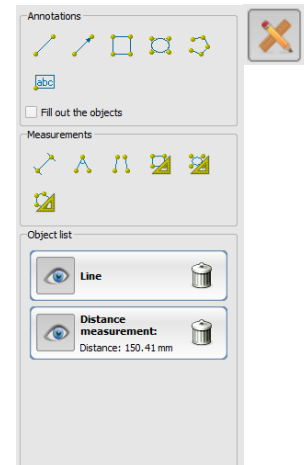 Annotations
abc
Fill out the objects
Measurements
Object list
Line
Distance
measurement:
Distance: 150.41 mm